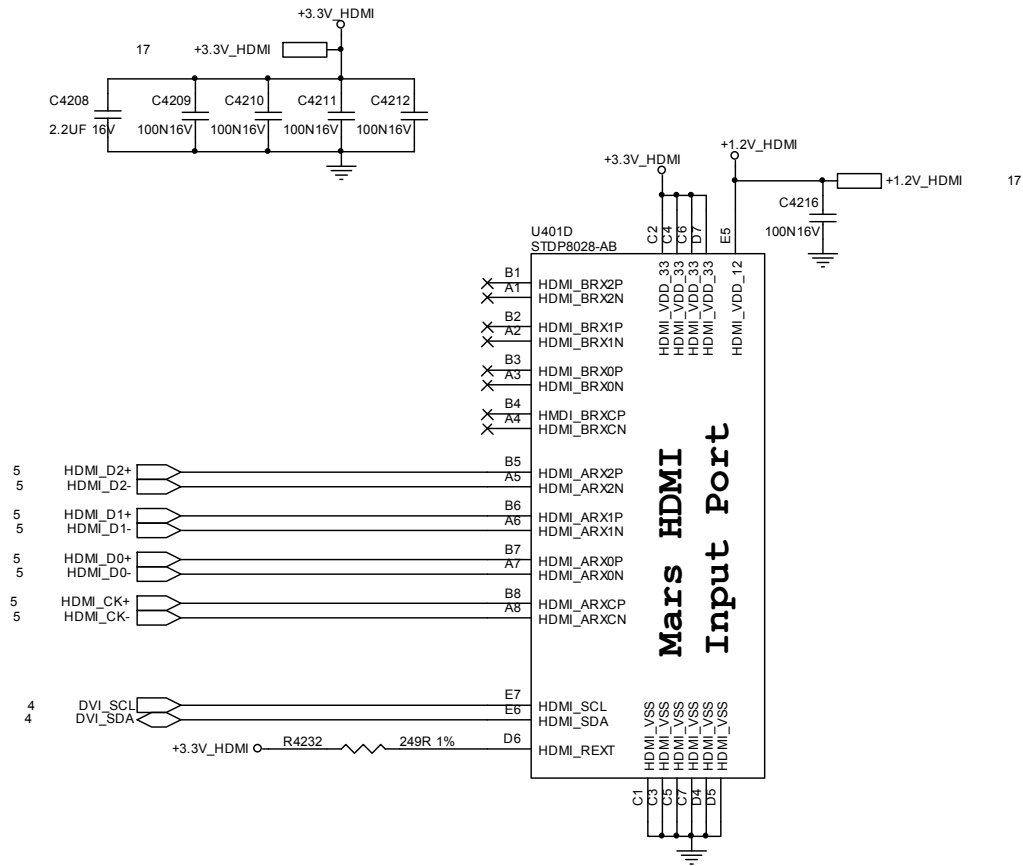 +3.3V_HDMI
17 +3.3V_HDMI
C4208 C4209 C4210 C4211 C4212
2.2UF 16V 100N16V 100N16V 100N16V 100N16V
+3.3V_HDMI +1.2V_HDMI
+1.2V_HDMI 17
C4216
100N16V
C2 C4 C6 D7 E5
U401D
STDP8028-AB
HDMI_VDD_33 HDMI_VDD_33 HDMI_VDD_33 HDMI_VDD_33 HDMI_VDD_12
B1 HDMI_BRX2P
A1 HDMI_BRX2N
B2 HDMI_BRX1P
A2 HDMI_BRX1N
B3 HDMI_BRX0P
A3 HDMI_BRX0N
B4 HMDI_BRXCP
A4 HDMI_BRXCN
5 HDMI_D2+ B5 HDMI_ARX2P
5 HDMI_D2- A5 HDMI_ARX2N
5 HDMI_D1+ B6 HDMI_ARX1P
5 HDMI_D1- A6 HDMI_ARX1N
5 HDMI_D0+ B7 HDMI_ARX0P
5 HDMI_D0- A7 HDMI_ARX0N
5 HDMI_CK+ B8 HDMI_ARXCP
5 HDMI_CK- A8 HDMI_ARXCN
Mars HDMI
Input Port
4 DVI_SCL E7 HDMI_SCL
4 DVI_SDA E6 HDMI_SDA
+3.3V_HDMI R4232 249R 1% D6 HDMI_REXT
HDMI_VSS HDMI_VSS HDMI_VSS HDMI_VSS HDMI_VSS HDMI_VSS
C1 C3 C5 C7 D4 D5